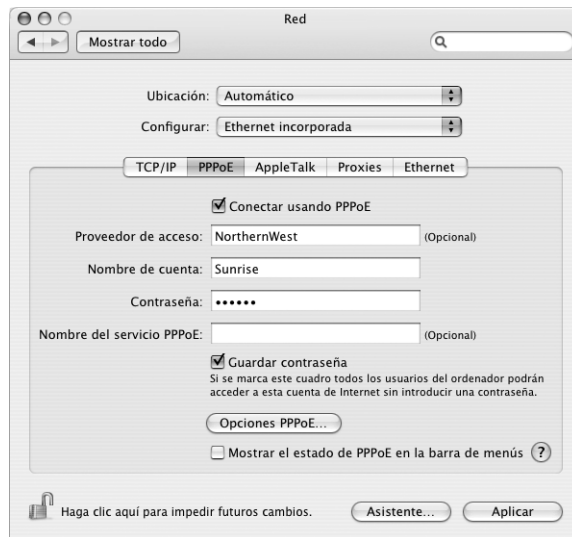 Red
Mostrar todo
Ubicación: Automático
Configurar: Ethernet incorporada
TCP/IP PPPoE AppleTalk Proxies Ethernet
Conectar usando PPPoE
Proveedor de acceso: NorthernWest (Opcional)
Nombre de cuenta: Sunrise
Contraseña: ••••••
Nombre del servicio PPPoE: (Opcional)
Guardar contraseña
Si se marca este cuadro todos los usuarios del ordenador podrán
acceder a esta cuenta de Internet sin introducir una contraseña.
Opciones PPPoE...
Mostrar el estado de PPPoE en la barra de menús ?
Haga clic aquí para impedir futuros cambios. Asistente... Aplicar